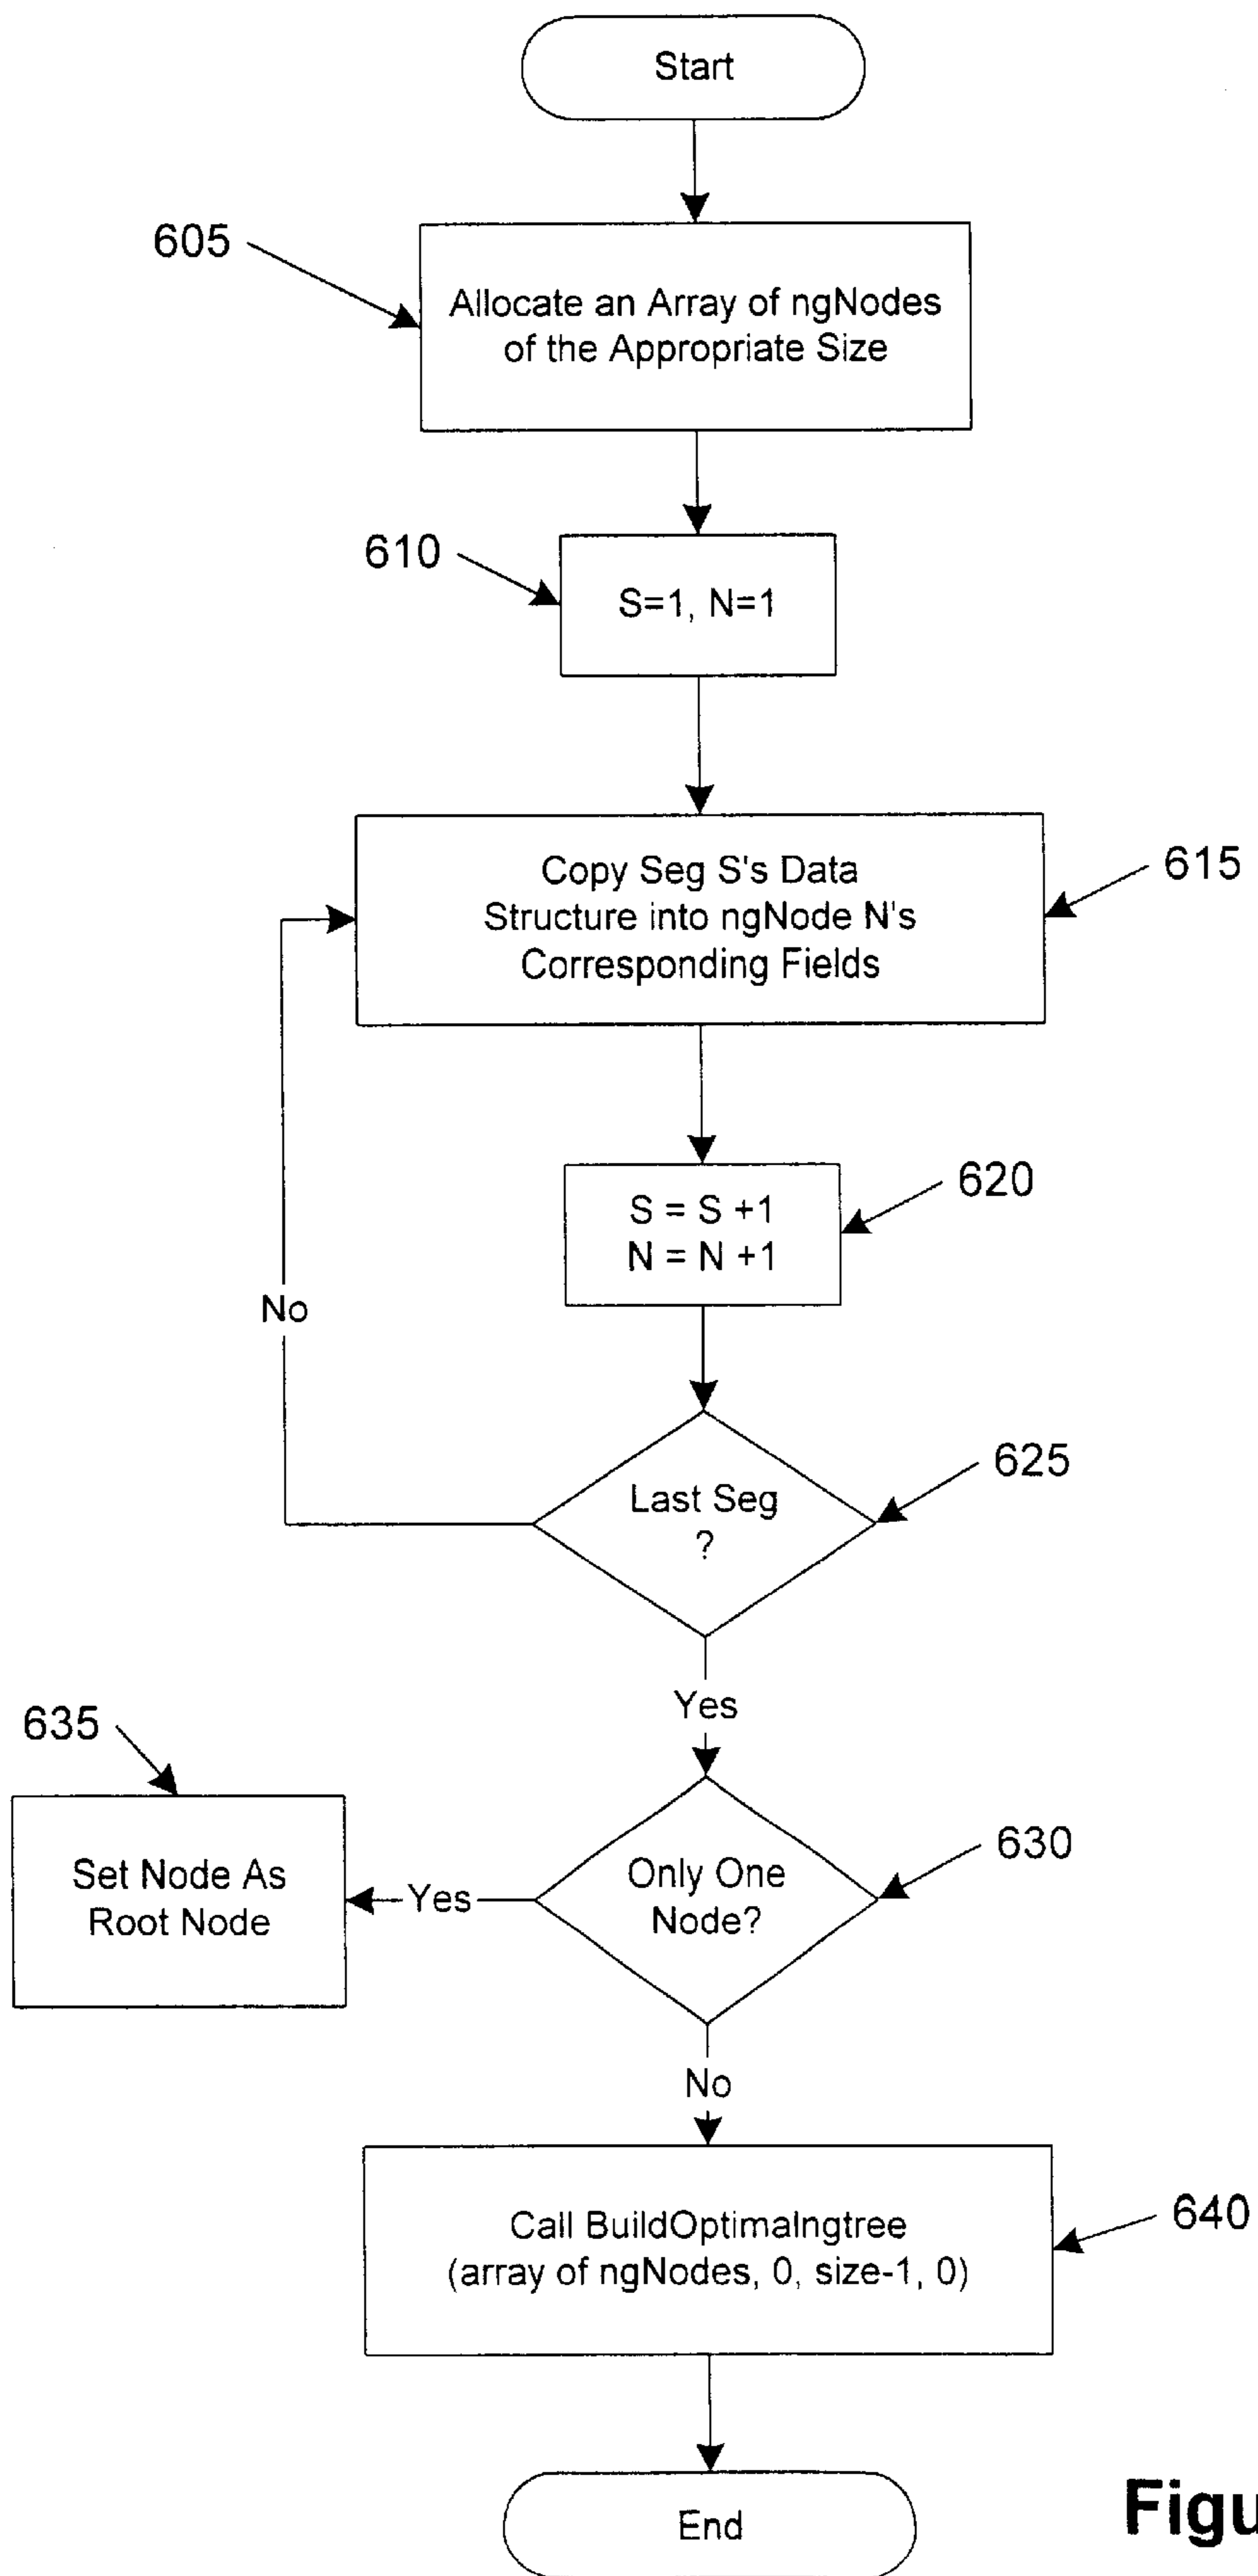 Start
605
Allocate an Array of ngNodes
of the Appropriate Size
610
S=1, N=1
Copy Seg S's Data
Structure into ngNode N's
Corresponding Fields
615
S = S +1
N = N +1
620
No
Last Seg
?
625
Yes
635
Set Node As
Root Node
Yes
Only One
Node?
630
No
Call BuildOptimalngtree
(array of ngNodes, 0, size-1, 0)
640
End